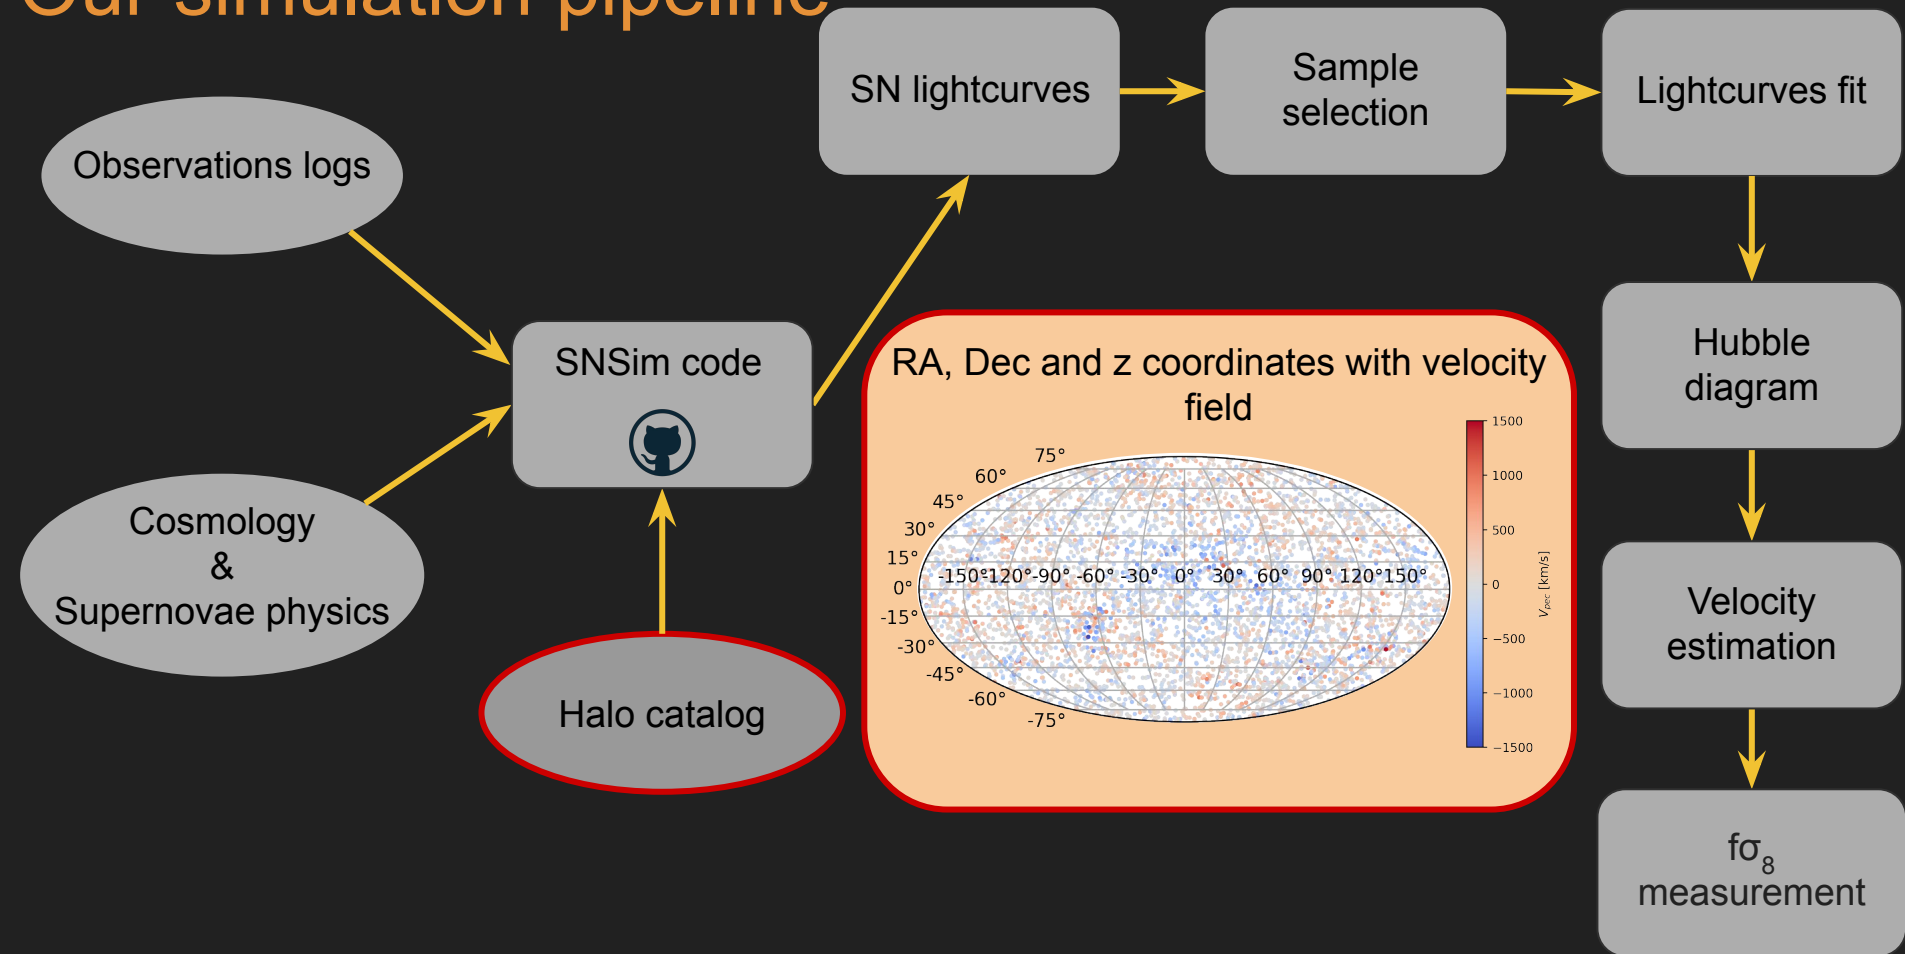 Our simulation pipeline
SN lightcurves
Sample
selection
Lightcurves fit
Observations logs
SNSim code
Cosmology
&
Supernovae physics
Halo catalog
RA, Dec and z coordinates with velocity
field
75°
60°
45°
30°
15°
0°
-15°
-30°
-45°
-60°
-75°
-150° -120° -90° -60° -30° 0° 30° 60° 90° 120° 150°
1500
1000
500
0
−500
−1000
−1500
Vpec [km/s]
Hubble
diagram
Velocity
estimation
fσ8
measurement